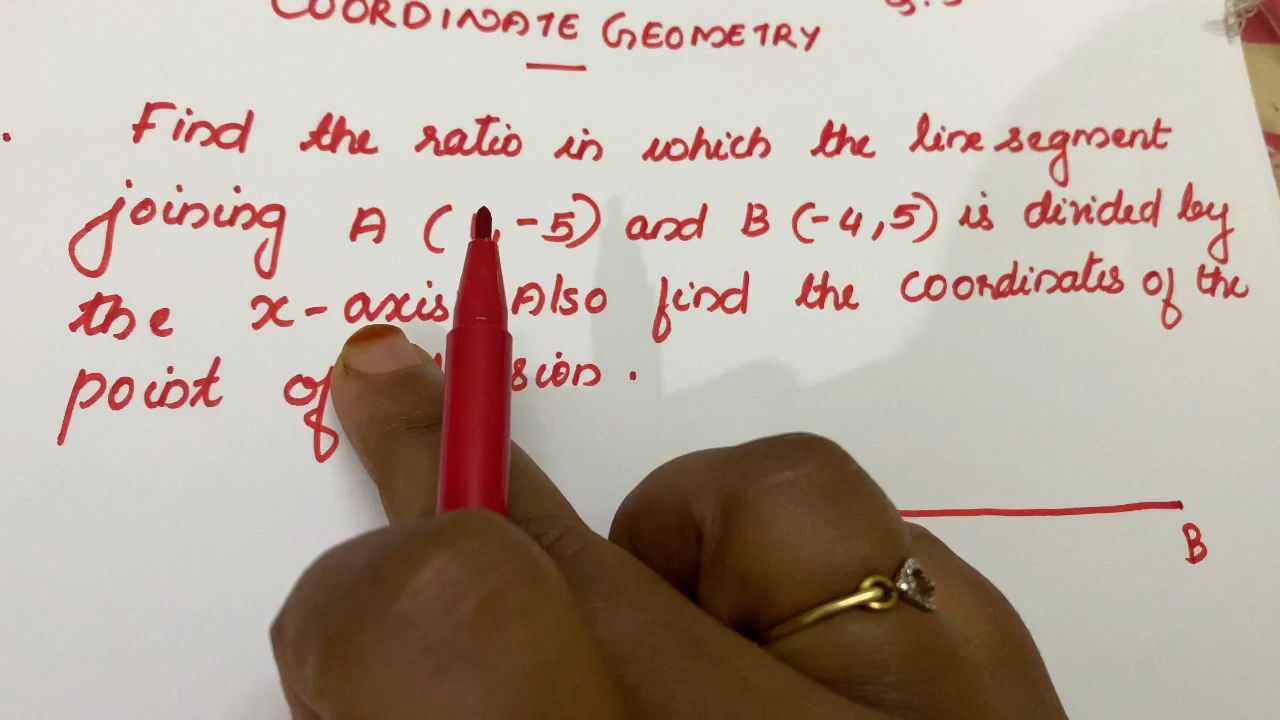 COORDINATE GEOMETRY
. Find the ratio in which the line segment
joining A ( , -5) and B (-4,5) is divided by
the x-axis Also find the coordinates of the
point of sion .
B